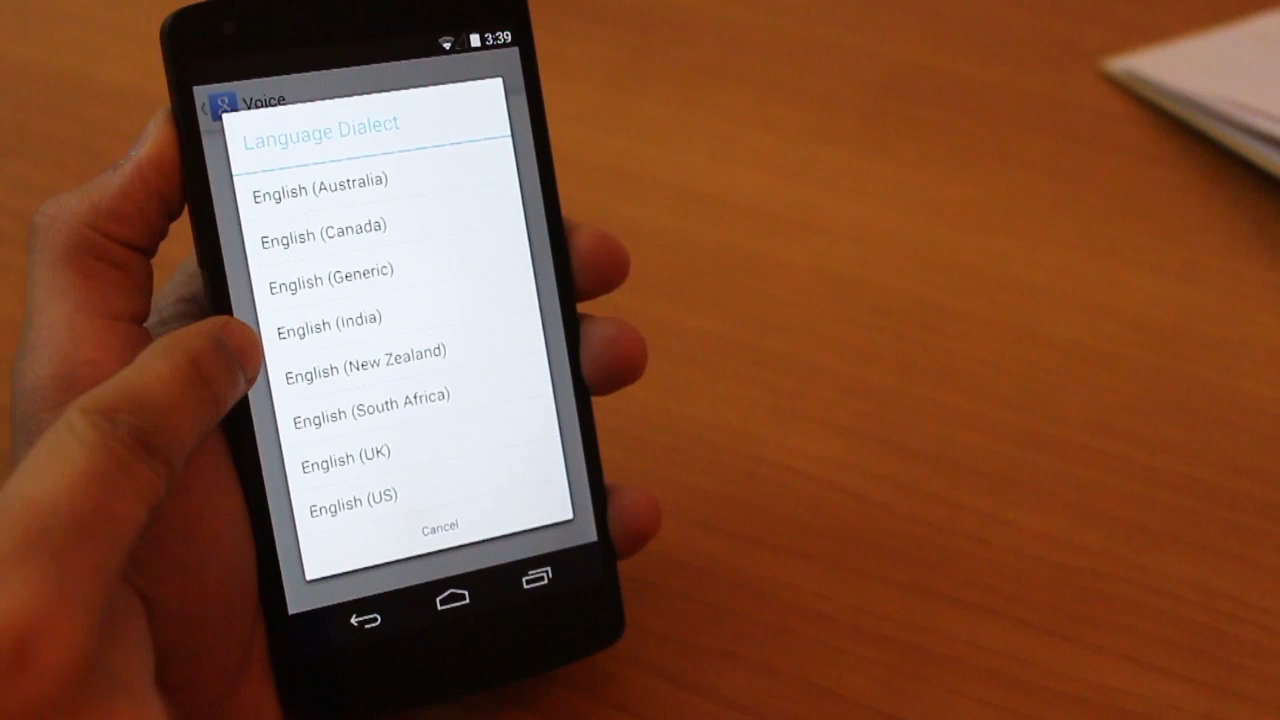 3:39
Voice
Language Dialect
English (Australia)
English (Canada)
English (Generic)
English (India)
English (New Zealand)
English (South Africa)
English (UK)
English (US)
Cancel